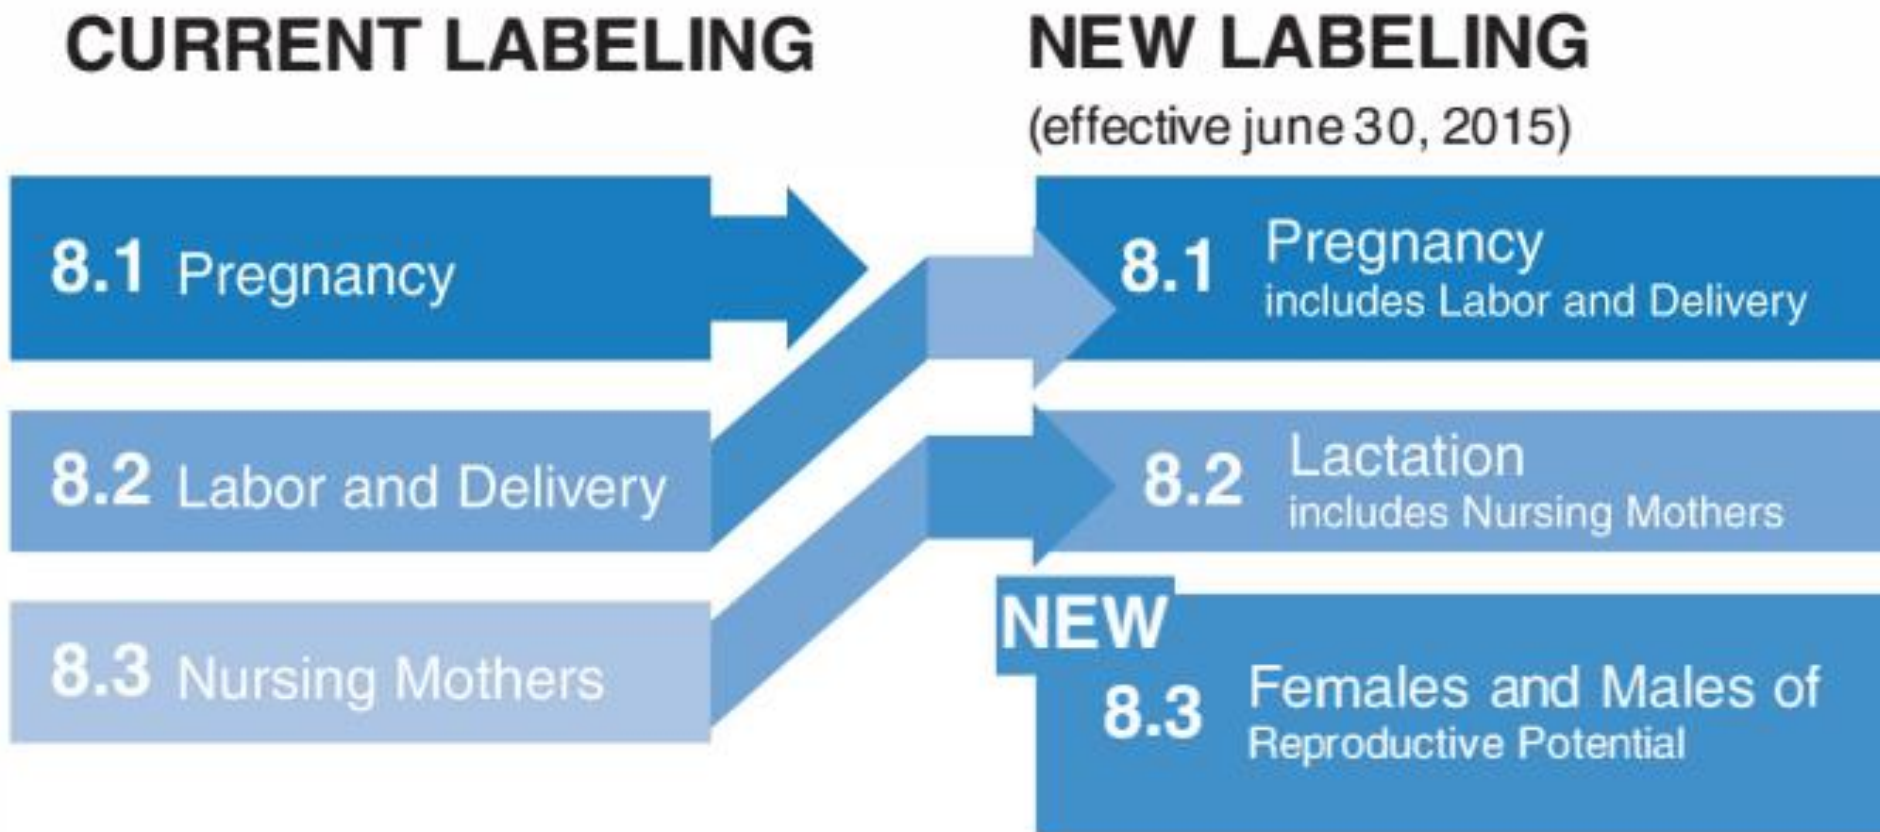 CURRENT LABELING
8.1 Pregnancy
8.2 Labor and Delivery
8.3 Nursing Mothers
NEW LABELING
(effective june 30, 2015)
8.1 Pregnancy
includes Labor and Delivery
8.2 Lactation
includes Nursing Mothers
NEW
8.3 Females and Males of
Reproductive Potential